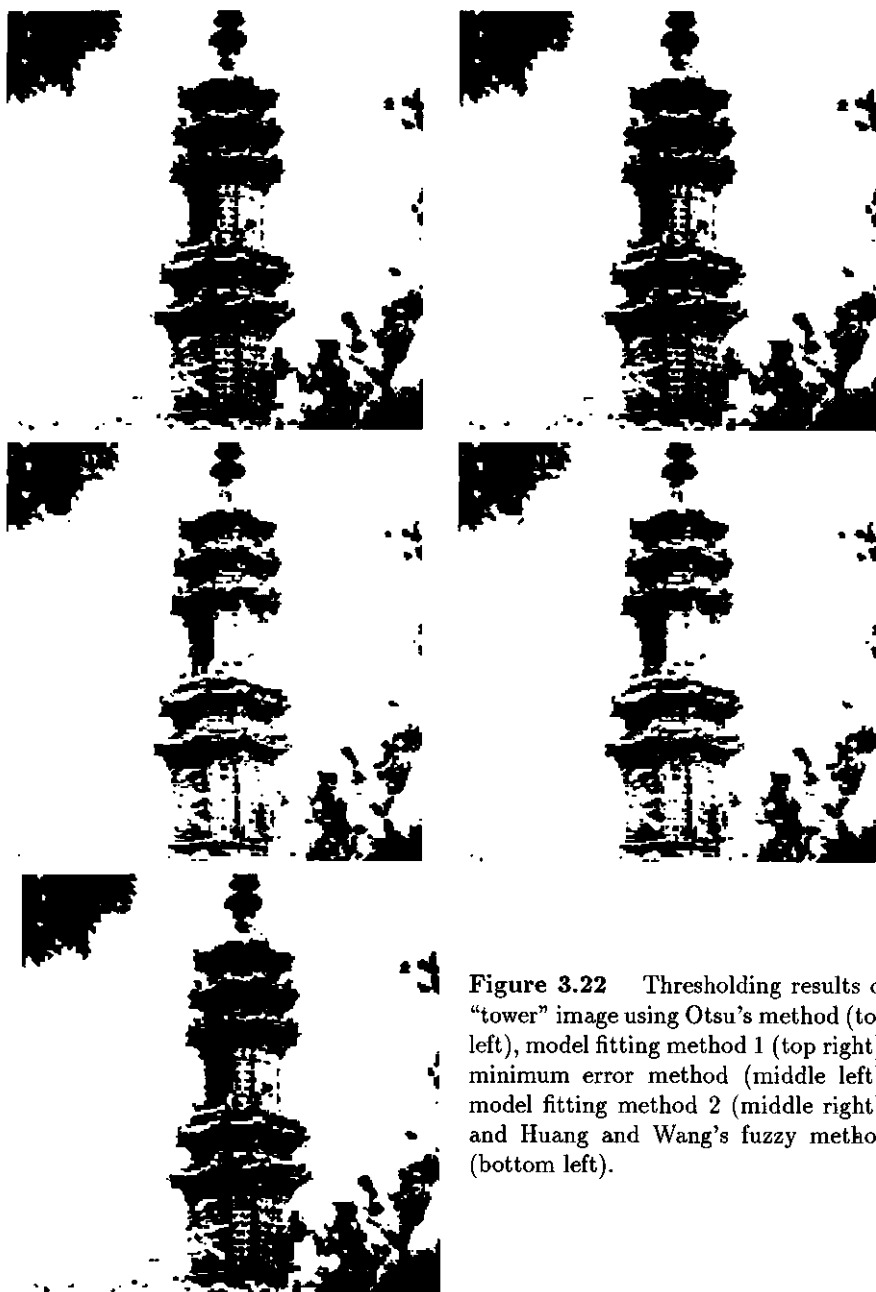 Figure 3.22 Thresholding results
"tower" image using Otsu's method
left), model fitting method 1 (top right
minimum error method (middle left
model fitting method 2 (middle right
and Huang and Wang's fuzzy
(bottom left).